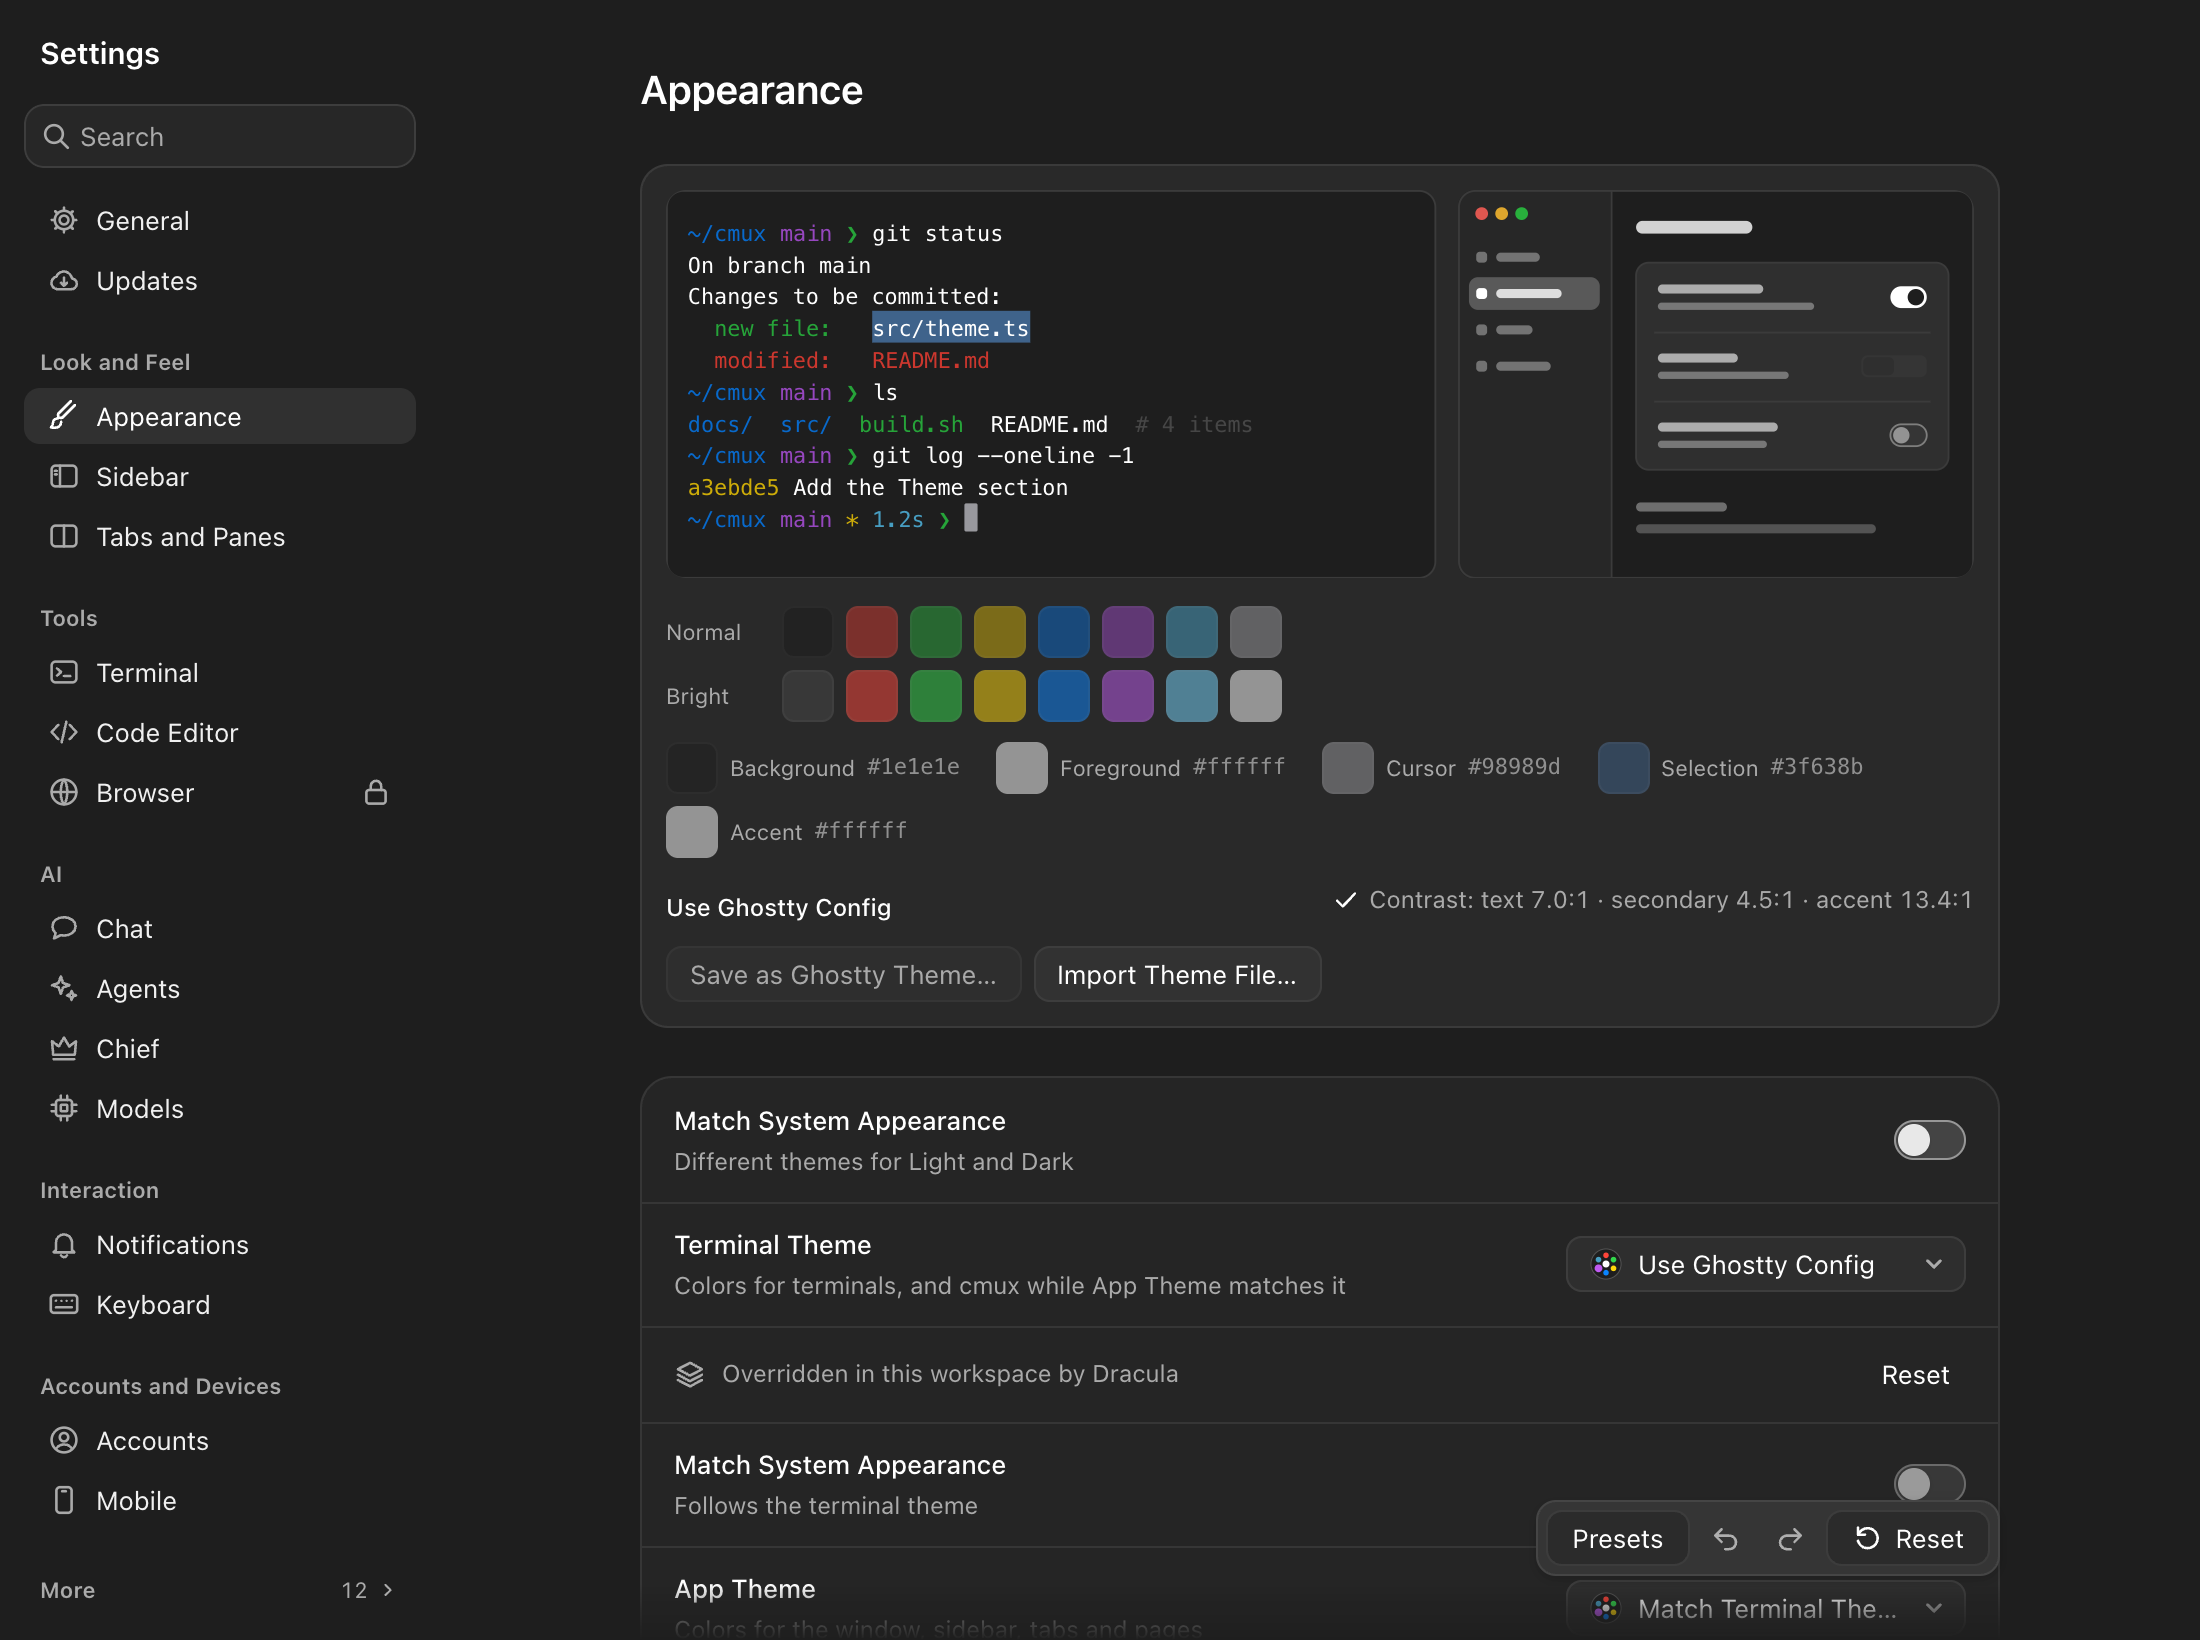 Settings
Search
General
Updates
Look and Feel
Appearance
Sidebar
Tabs and Panes
Tools
Terminal
Code Editor
Browser
AI
Chat
Agents
Chief
Models
Interaction
Notifications
Keyboard
Accounts and Devices
Accounts
Mobile
More 12
Appearance
~/cmux main ❯ git status
On branch main
Changes to be committed:
new file: src/theme.ts
modified: README.md
~/cmux main ❯ ls
docs/ src/ build.sh README.md # 4 items
~/cmux main ❯ git log --oneline -1
a3ebde5 Add the Theme section
~/cmux main * 1.2s ❯
Normal
Bright
Background #1e1e1e Foreground #ffffff Cursor #98989d Selection #3f638b
Accent #ffffff
Use Ghostty Config
Contrast: text 7.0:1 · secondary 4.5:1 · accent 13.4:1
Save as Ghostty Theme... Import Theme File...
Match System Appearance
Different themes for Light and Dark
Terminal Theme
Colors for terminals, and cmux while App Theme matches it
Use Ghostty Config
Overridden in this workspace by Dracula
Reset
Match System Appearance
Follows the terminal theme
Presets Reset
App Theme
Colors for the window, sidebar, tabs and pages
Match Terminal The...